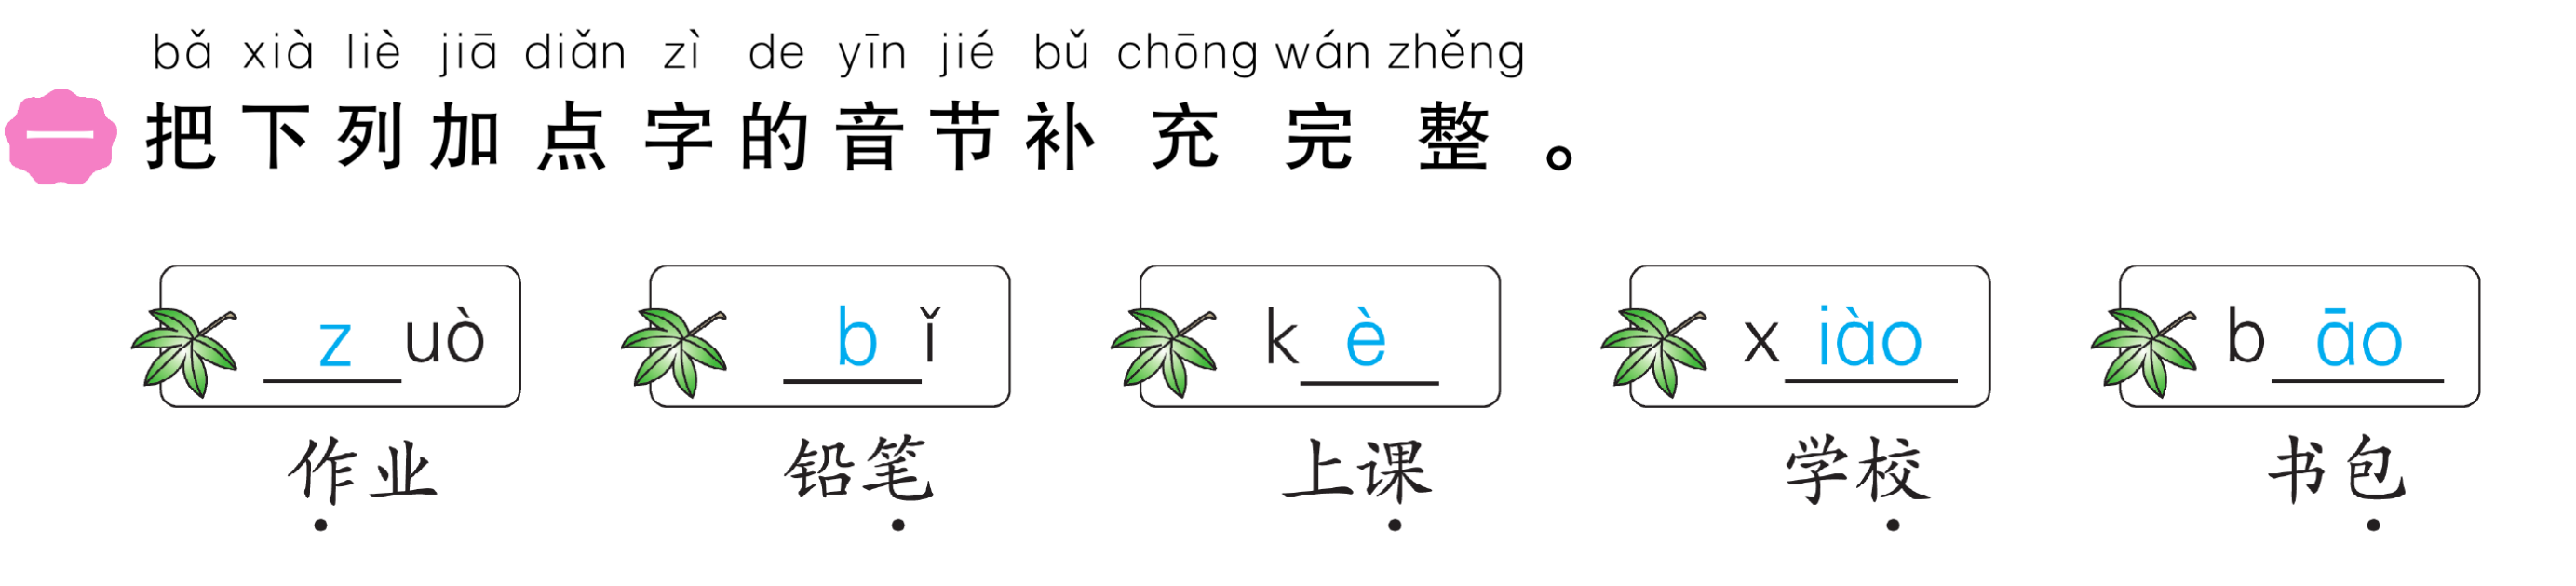 bǎ xià liè jiā diǎn zì de yīn jié bǔ chōng wán zhěng
一 把下列加点字的音节补充完整。
z uò b ǐ k è x iào b āo
作业 铅笔 上课 学校 书包